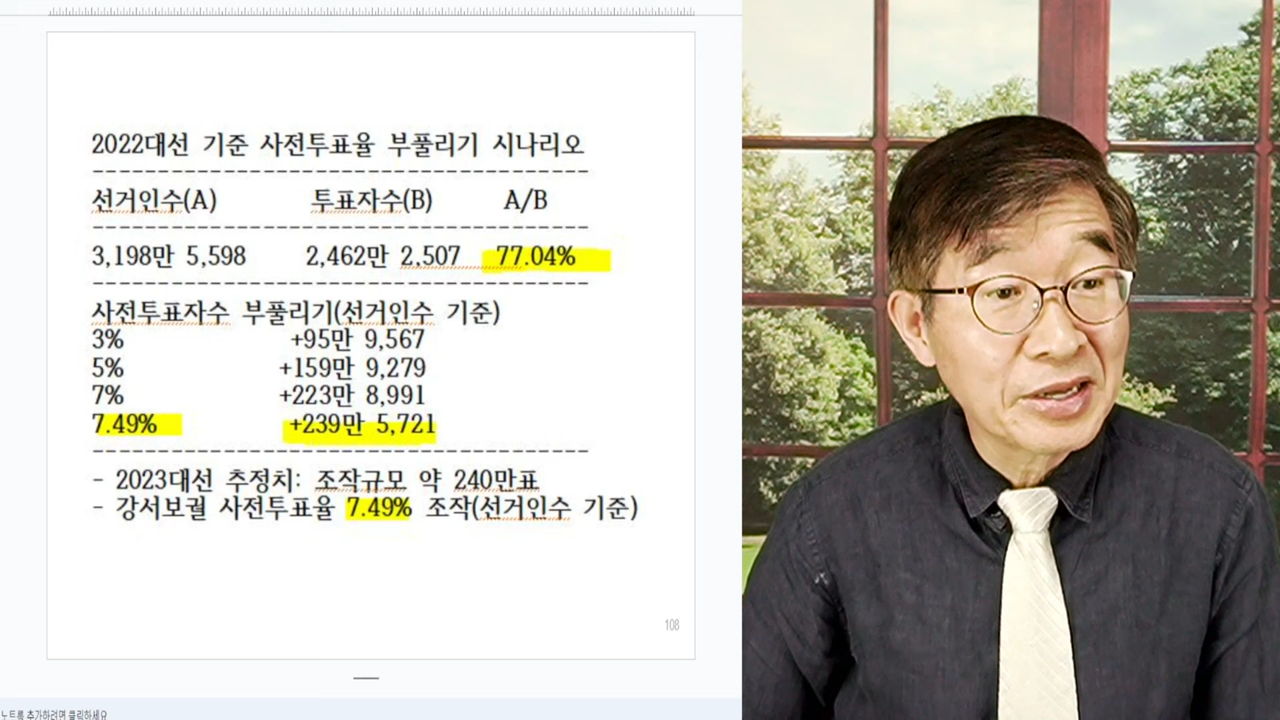 2022대선 기준 사전투표율 부풀리기 시나리오
선거인수(A) 투표자수(B) A/B
3,198만 5,598 2,462만 2,507 77.04%
사전투표자수 부풀리기(선거인수 기준)
3% +95만 9,567
5% +159만 9,279
7% +223만 8,991
7.49% +239만 5,721
- 2023대선 추정치: 조작규모 약 240만표
- 강서보궐 사전투표율 7.49% 조작(선거인수 기준)
108
노트를 추가하려면 클릭하세요